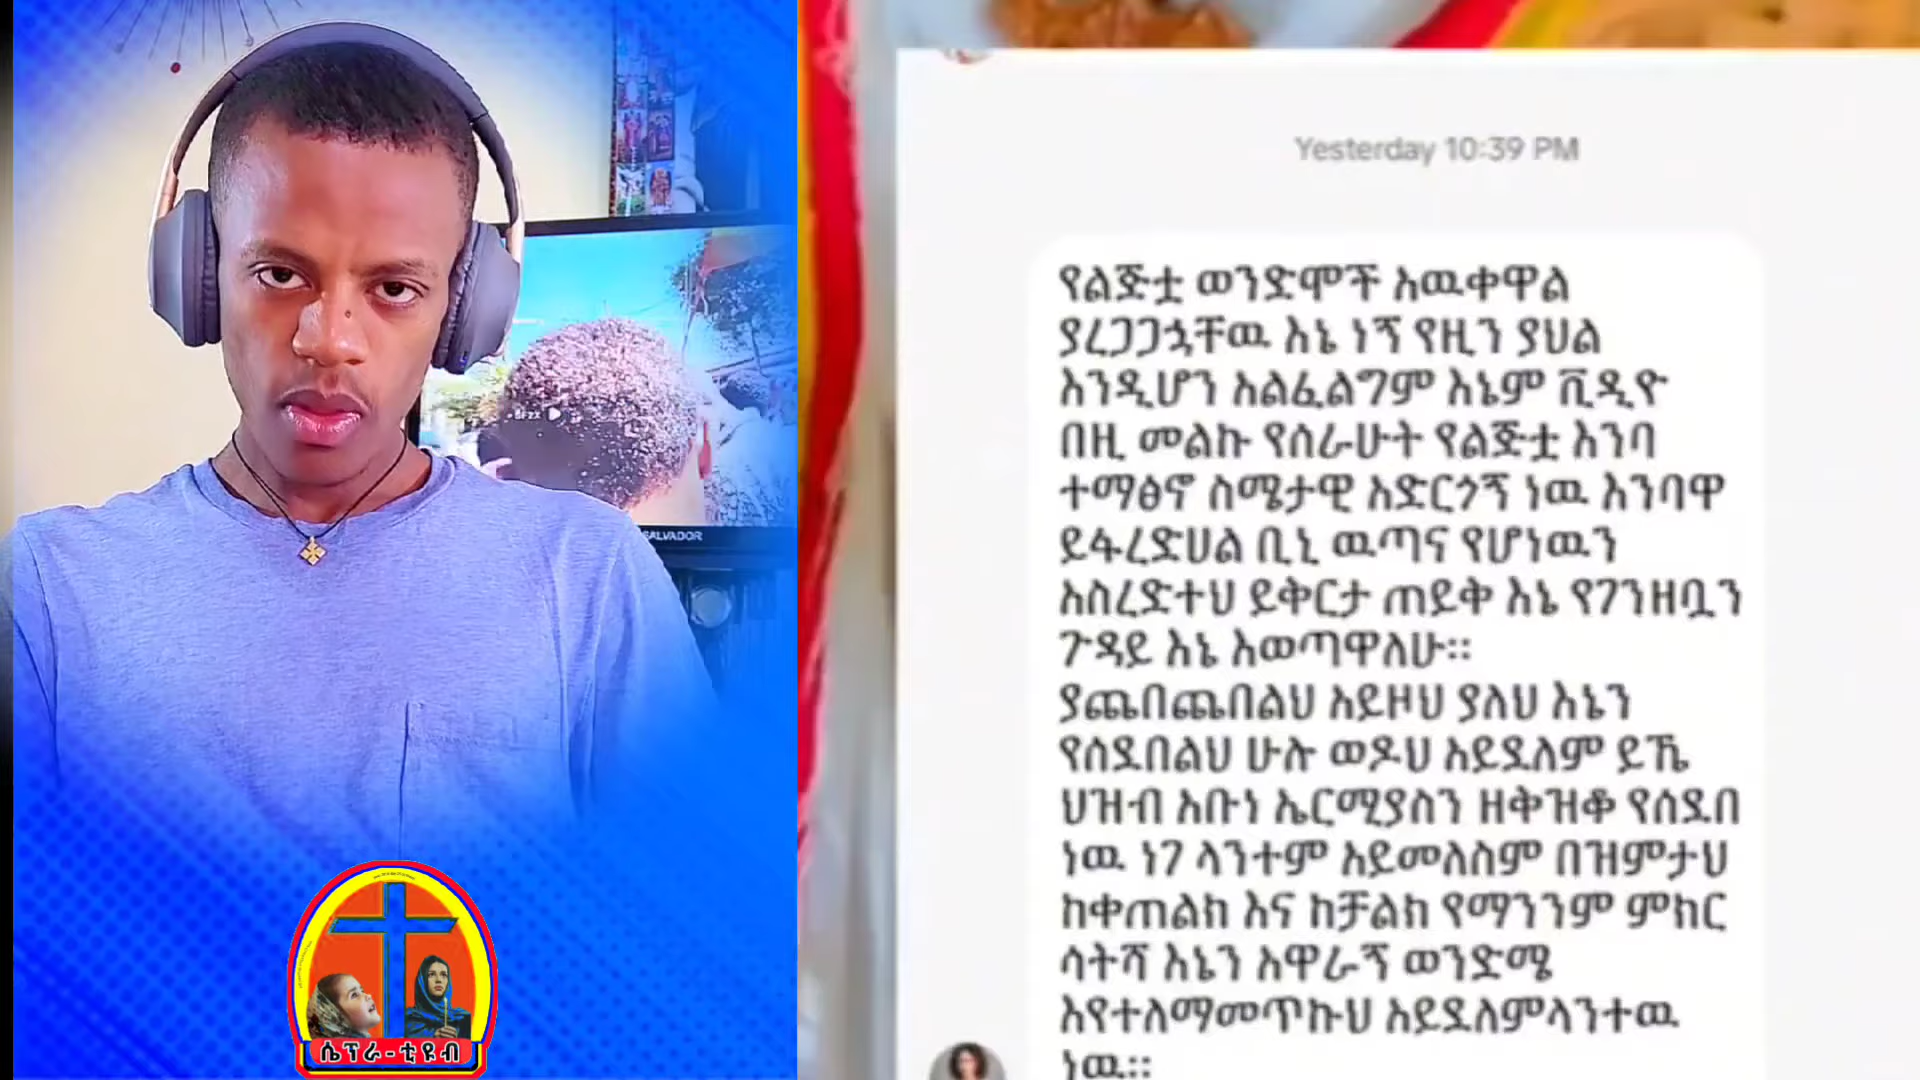 SALVADOR
ሴፕራ-ቲዩብ
Yesterday 10:39 PM
የልጅቷ ወንድሞች አዉቀዋል
ያረጋጋኋቸዉ እኔ ነኝ የዚን ያህል
እንዲሆን አልፈልግም እኔም ቪዲዮ
በዚ መልኩ የሰራሁት የልጅቷ እንባ
ተማፅኖ ስሜታዊ አድርጎኝ ነዉ እንባዋ
ይፋረድሀል ቢኒ ዉጣና የሆነዉን
አስረድተህ ይቅርታ ጠይቅ እኔ የገንዘቧን
ጉዳይ እኔ እወጣዋለሁ።
ያጨበጨበልህ አይዞህ ያለህ እኔን
የሰደበልህ ሁሉ ወዶህ አይደለም ይኼ
ህዝብ አቡነ ኤርሚያስን ዘቅዝቆ የሰደበ
ነዉ ነገ ላንተም አይመለስም በዝምታህ
ከቀጠልክ እና ከቻልክ የማንንም ምክር
ሳትሻ እኔን አዋራኝ ወንድሜ
እየተለማመጥኩህ አይደለምላንተዉ
ነዉ።